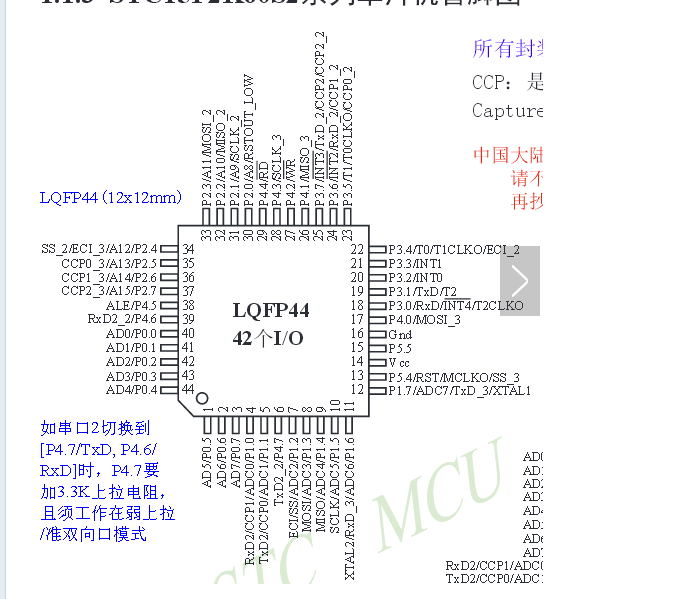 所有封
CCP：是
Capture
中国大陆
请不
再抄
LQFP44 (12x12mm)
P2.3/A11/MOSI_2
P2.2/A10/MISO_2
P2.1/A9/SCLK_2
P2.0/A8/RSTOUT_LOW
P4.4/RD
P4.3/SCLK_3
P4.2/WR
P4.1/MISO_3
P3.7/INT3/TxD_2/CCP2/CCP2_2
P3.6/INT2/RxD_2/CCP1_2
P3.5/T1/T0CLKO/CCP0_2
33
32
31
30
29
28
27
26
25
24
23
SS_2/ECI_3/A12/P2.4 34
CCP0_3/A13/P2.5 35
CCP1_3/A14/P2.6 36
CCP2_3/A15/P2.7 37
ALE/P4.5 38
RxD2_2/P4.6 39
AD0/P0.0 40
AD1/P0.1 41
AD2/P0.2 42
AD3/P0.3 43
AD4/P0.4 44
LQFP44
42个I/O
22 P3.4/T0/T1CLKO/ECI_2
21 P3.3/INT1
20 P3.2/INT0
19 P3.1/TxD/T2
18 P3.0/RxD/INT4/T2CLKO
17 P4.0/MOSI_3
16 Gnd
15 P5.5
14 Vcc
13 P5.4/RST/MCLKO/SS_3
12 P1.7/ADC7/TxD_3/XTAL1
1
2
3
4
5
6
7
8
9
10
11
AD5/P0.5
AD6/P0.6
AD7/P0.7
RxD2/CCP1/ADC0/P1.0
TxD2/CCP0/ADC1/P1.1
TxD2_2/P4.7
ECI/SS/ADC2/P1.2
MOSI/ADC3/P1.3
MISO/ADC4/P1.4
SCLK/ADC5/P1.5
XTAL2/RxD_3/ADC6/P1.6
如串口2切换到
[P4.7/TxD, P4.6/
RxD]时，P4.7要
加3.3K上拉电阻，
且须工作在弱上拉
/准双向口模式
STC MCU
RxD2/CCP1/ADC
TxD2/CCP0/ADC